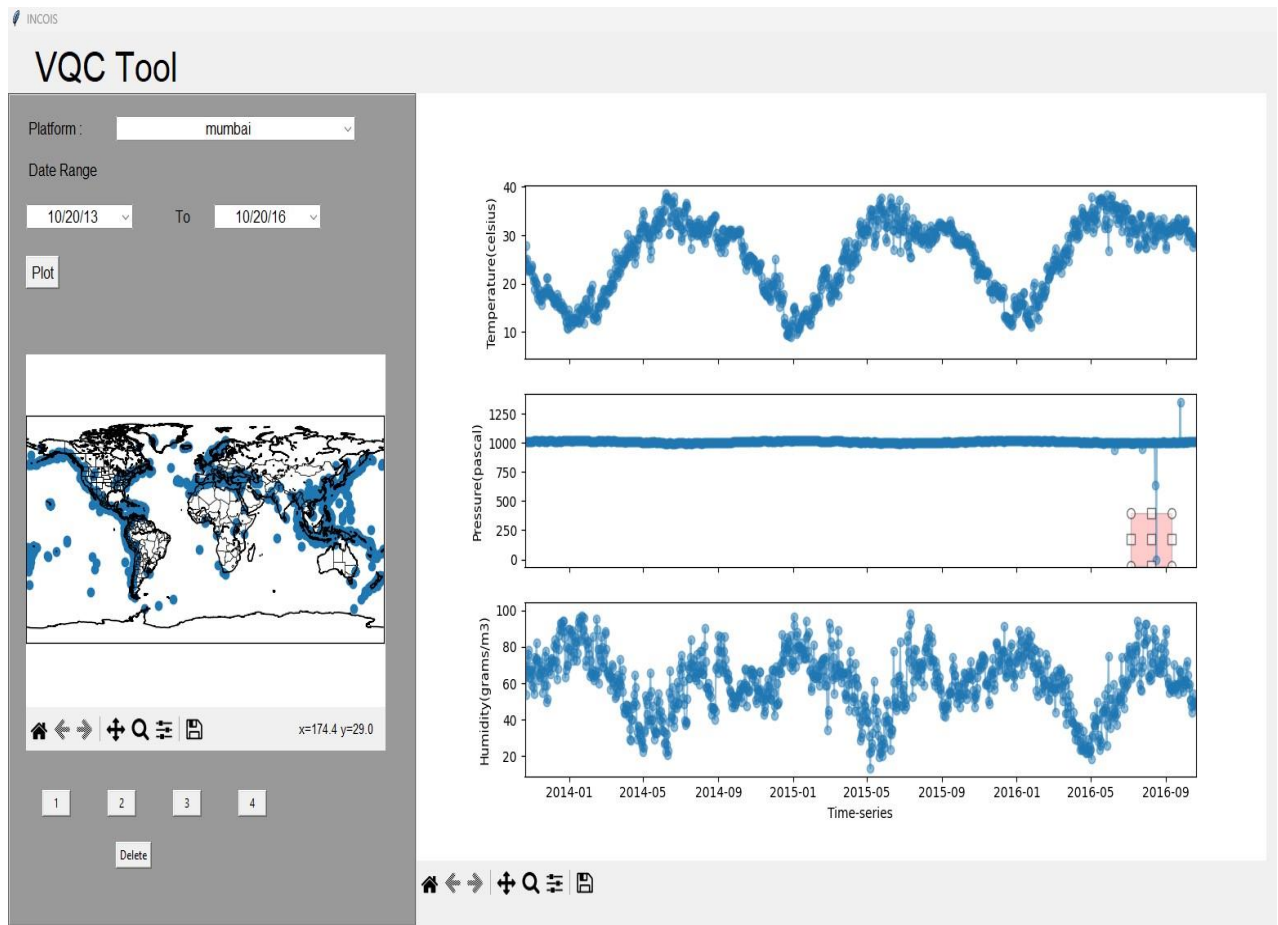 INCOIS
VQC Tool
Platform : mumbai
Date Range
10/20/13 To 10/20/16
Plot
x=174.4 y=29.0
1 2 3 4
Delete
Temperature(celsius)
40
30
20
10
Pressure(pascal)
1250
1000
750
500
250
0
Humidity(grams/m3)
100
80
60
40
20
2014-01 2014-05 2014-09 2015-01 2015-05 2015-09 2016-01 2016-05 2016-09
Time-series